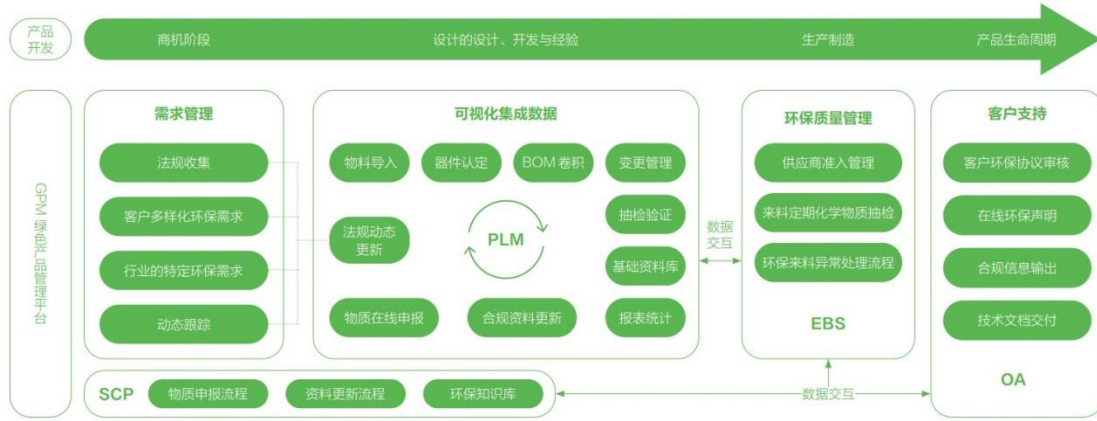 产品
开发
商机阶段
设计的设计、开发与经验
生产制造
产品生命周期
GPM 绿色产品管理平台
需求管理
法规收集
客户多样化环保需求
行业的特定环保需求
动态跟踪
可视化集成数据
物料导入
器件认定
BOM 卷积
变更管理
法规动态
更新
PLM
抽检验证
基础资料库
物质在线申报
合规资料更新
报表统计
数据
交互
环保质量管理
供应商准入管理
来料定期化学物质抽检
环保来料异常处理流程
EBS
客户支持
客户环保协议审核
在线环保声明
合规信息输出
技术文档交付
OA
SCP
物质申报流程
资料更新流程
环保知识库
数据交互